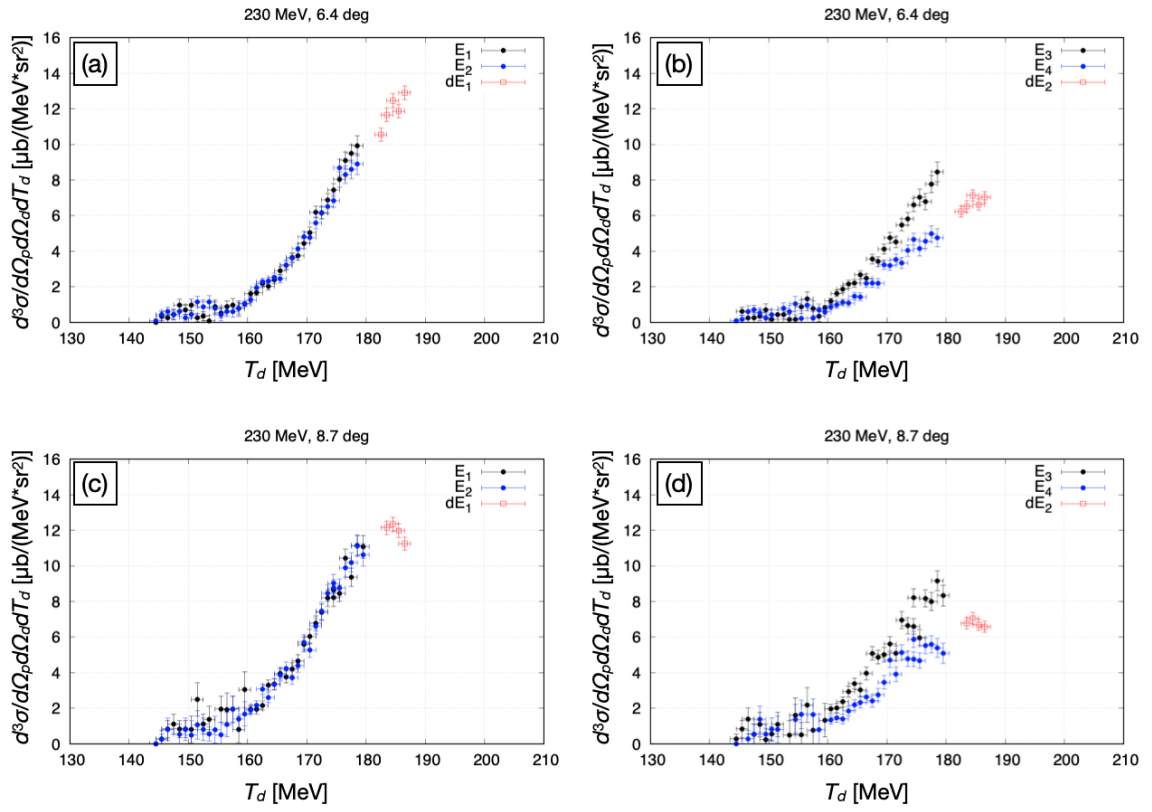 230 MeV, 6.4 deg
(a)
E1
E2
dE1
d³σ/dΩpdΩddTd [μb/(MeV*sr²)]
16
14
12
10
8
6
4
2
0
130 140 150 160 170 180 190 200 210
Td [MeV]
230 MeV, 6.4 deg
(b)
E3
E4
dE2
d³σ/dΩpdΩddTd [μb/(MeV*sr²)]
16
14
12
10
8
6
4
2
0
130 140 150 160 170 180 190 200 210
Td [MeV]
230 MeV, 8.7 deg
(c)
E1
E2
dE1
d³σ/dΩpdΩddTd [μb/(MeV*sr²)]
16
14
12
10
8
6
4
2
0
130 140 150 160 170 180 190 200 210
Td [MeV]
230 MeV, 8.7 deg
(d)
E3
E4
dE2
d³σ/dΩpdΩddTd [μb/(MeV*sr²)]
16
14
12
10
8
6
4
2
0
130 140 150 160 170 180 190 200 210
Td [MeV]